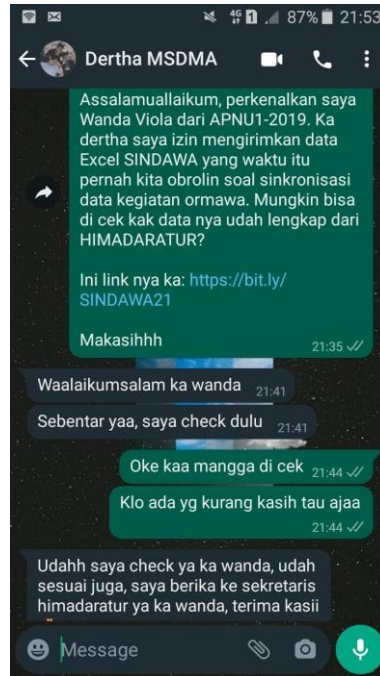 4G 1 87% 21:53
Dertha MSDMA
Assalamuallaikum, perkenalkan saya
Wanda Viola dari APNU1-2019. Ka
dertha saya izin mengirimkan data
Excel SINDAWA yang waktu itu
pernah kita obrolin soal sinkronisasi
data kegiatan ormawa. Mungkin bisa
di cek kak data nya udah lengkap dari
HIMADARATUR?
Ini link nya ka: https://bit.ly/
SINDAWA21
Makasihhh
21:35
Waalaikumsalam ka wanda 21:41
Sebentar yaa, saya check dulu 21:41
Oke kaa mangga di cek 21:44
Klo ada yg kurang kasih tau ajaa
21:44
Udahh saya check ya ka wanda, udah
sesuai juga, saya berika ke sekretaris
himadaratur ya ka wanda, terima kasii
Message